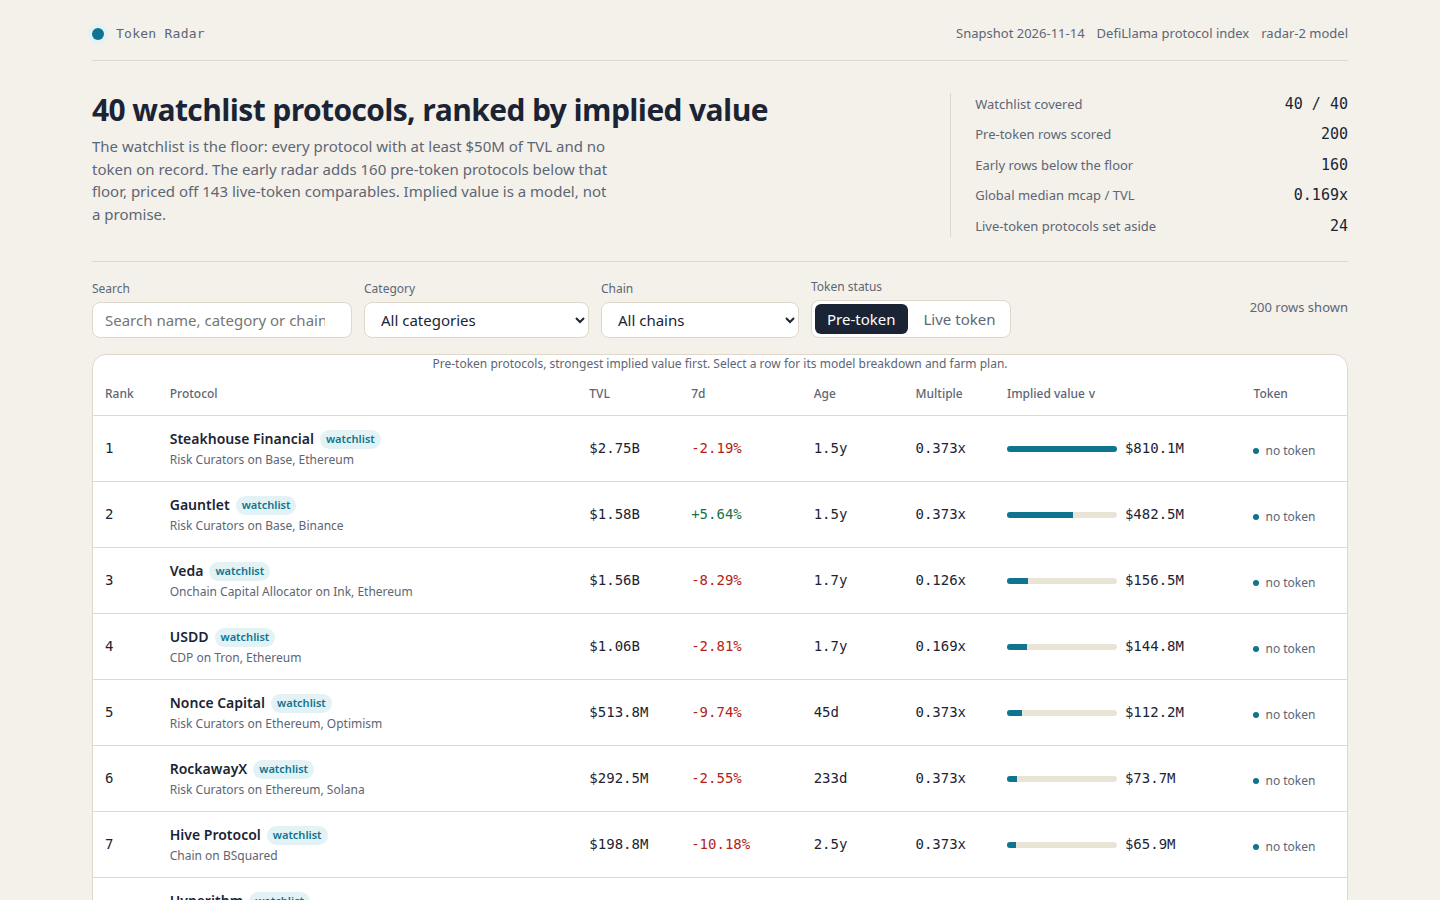 Token Radar
Snapshot 2026-11-14 DefiLlama protocol index radar-2 model
40 watchlist protocols, ranked by implied value
The watchlist is the floor: every protocol with at least $50M of TVL and no
token on record. The early radar adds 160 pre-token protocols below that
floor, priced off 143 live-token comparables. Implied value is a model, not
a promise.
Watchlist covered 40 / 40
Pre-token rows scored 200
Early rows below the floor 160
Global median mcap / TVL 0.169x
Live-token protocols set aside 24
Search Category Chain Token status
Search name, category or chain All categories All chains Pre-token Live token 200 rows shown
Pre-token protocols, strongest implied value first. Select a row for its model breakdown and farm plan.
Rank Protocol TVL 7d Age Multiple Implied value v Token
1 Steakhouse Financial watchlist $2.75B -2.19% 1.5y 0.373x $810.1M no token
Risk Curators on Base, Ethereum
2 Gauntlet watchlist $1.58B +5.64% 1.5y 0.373x $482.5M no token
Risk Curators on Base, Binance
3 Veda watchlist $1.56B -8.29% 1.7y 0.126x $156.5M no token
Onchain Capital Allocator on Ink, Ethereum
4 USDD watchlist $1.06B -2.81% 1.7y 0.169x $144.8M no token
CDP on Tron, Ethereum
5 Nonce Capital watchlist $513.8M -9.74% 45d 0.373x $112.2M no token
Risk Curators on Ethereum, Optimism
6 RockawayX watchlist $292.5M -2.55% 233d 0.373x $73.7M no token
Risk Curators on Ethereum, Solana
7 Hive Protocol watchlist $198.8M -10.18% 2.5y 0.373x $65.9M no token
Chain on BSquared
Hyperithm watchlist